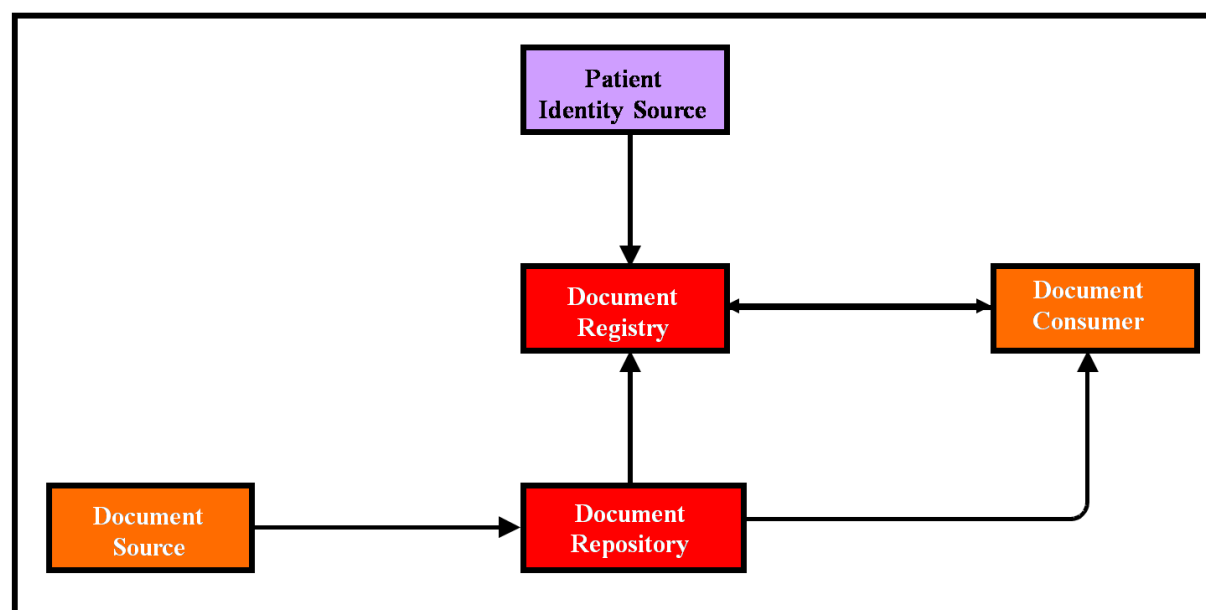 Patient
Identity Source
Document
Registry
Document
Consumer
Document
Source
Document
Repository